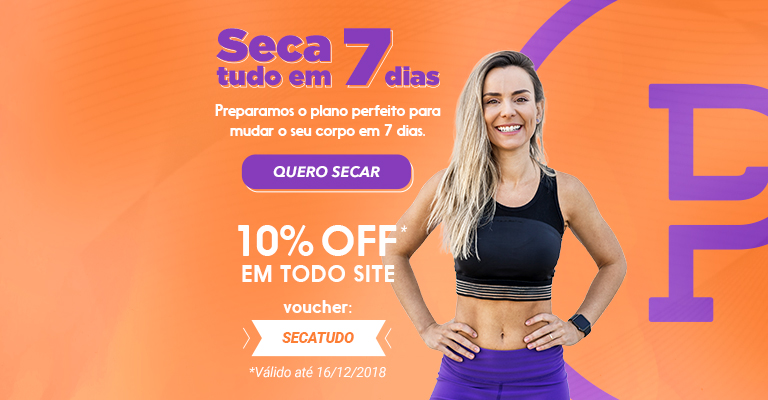 Seca 7
tudo em dias
Preparamos o plano perfeito para
mudar o seu corpo em 7 dias.
QUERO SECAR
10% OFF*
EM TODO SITE
voucher:
SECATUDO
*Válido até 16/12/2018